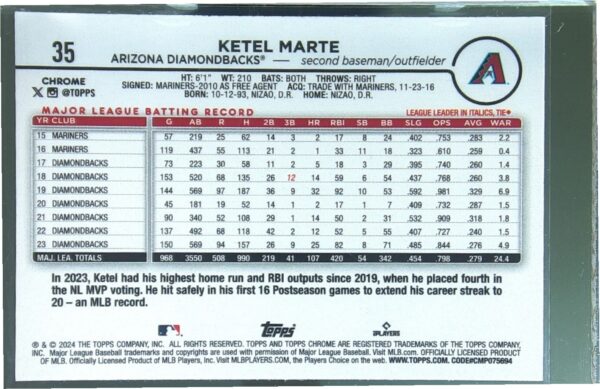 35
KETEL MARTE
ARIZONA DIAMONDBACKS® — second baseman/outfielder
CHROME
@TOPPS
HT: 6'1" WT: 210 BATS: BOTH THROWS: RIGHT
SIGNED: MARINERS-2010 AS FREE AGENT ACQ: TRADE WITH MARINERS, 11-23-16
BORN: 10-12-93, NIZAO, D.R. HOME: NIZAO, D.R.
MAJOR LEAGUE BATTING RECORD LEAGUE LEADER IN ITALICS, TIE♦
YR CLUB G AB R H 2B 3B HR RBI SB BB SLG OPS AVG WAR
15 MARINERS 57 219 25 62 14 3 2 17 8 24 .402 .753 .283 2.2
16 MARINERS 119 437 55 113 21 2 1 33 11 18 .323 .610 .259 -0.3
17 DIAMONDBACKS 73 223 30 58 11 2 5 18 3 29 .395 .740 .260 1.4
18 DIAMONDBACKS 153 520 68 135 26 12 14 59 6 54 .437 .768 .260 3.8
19 DIAMONDBACKS 144 569 97 187 36 9 32 92 10 53 .592 .981 .329 6.9
20 DIAMONDBACKS 45 181 19 52 14 1 2 17 1 7 .409 .732 .287 1.5
21 DIAMONDBACKS 90 340 52 108 29 1 14 50 2 31 .532 .909 .318 1.8
22 DIAMONDBACKS 137 492 68 119 42 2 12 52 5 55 .407 .727 .240 1.5
23 DIAMONDBACKS 150 569 94 157 26 9 25 82 8 71 .485 .844 .276 4.9
MAJ. LEA. TOTALS 968 3550 508 990 219 41 107 420 54 342 .454 .799 .279 24.4
In 2023, Ketel had his highest home run and RBI outputs since 2019, when he placed fourth in
the NL MVP voting. He hit safely in his first 16 Postseason games to extend his career streak to
20 – an MLB record.
topps
PLAYERS
® & © 2024 THE TOPPS COMPANY, INC. ALL RIGHTS RESERVED. TOPPS AND TOPPS CHROME ARE REGISTERED TRADEMARKS OF THE TOPPS COMPANY,
INC. Major League Baseball trademarks and copyrights are used with permission of Major League Baseball. Visit MLB.com. OFFICIALLY LICENSED PRODUCT
OF MLB. Officially Licensed Product of MLB Players, Inc. Visit MLBPLAYERS.com, the Players Choice on the web. WWW.TOPPS.COM. CODE#CMP075694